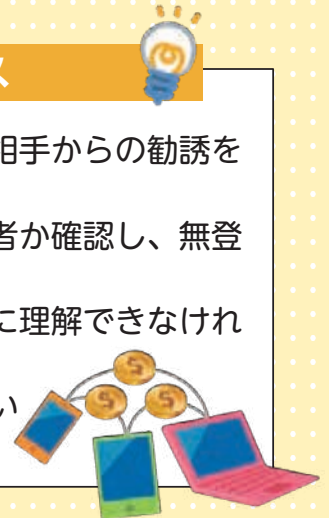 ス
相手からの勧誘を
者か確認し、無登
に理解できなけれ
い